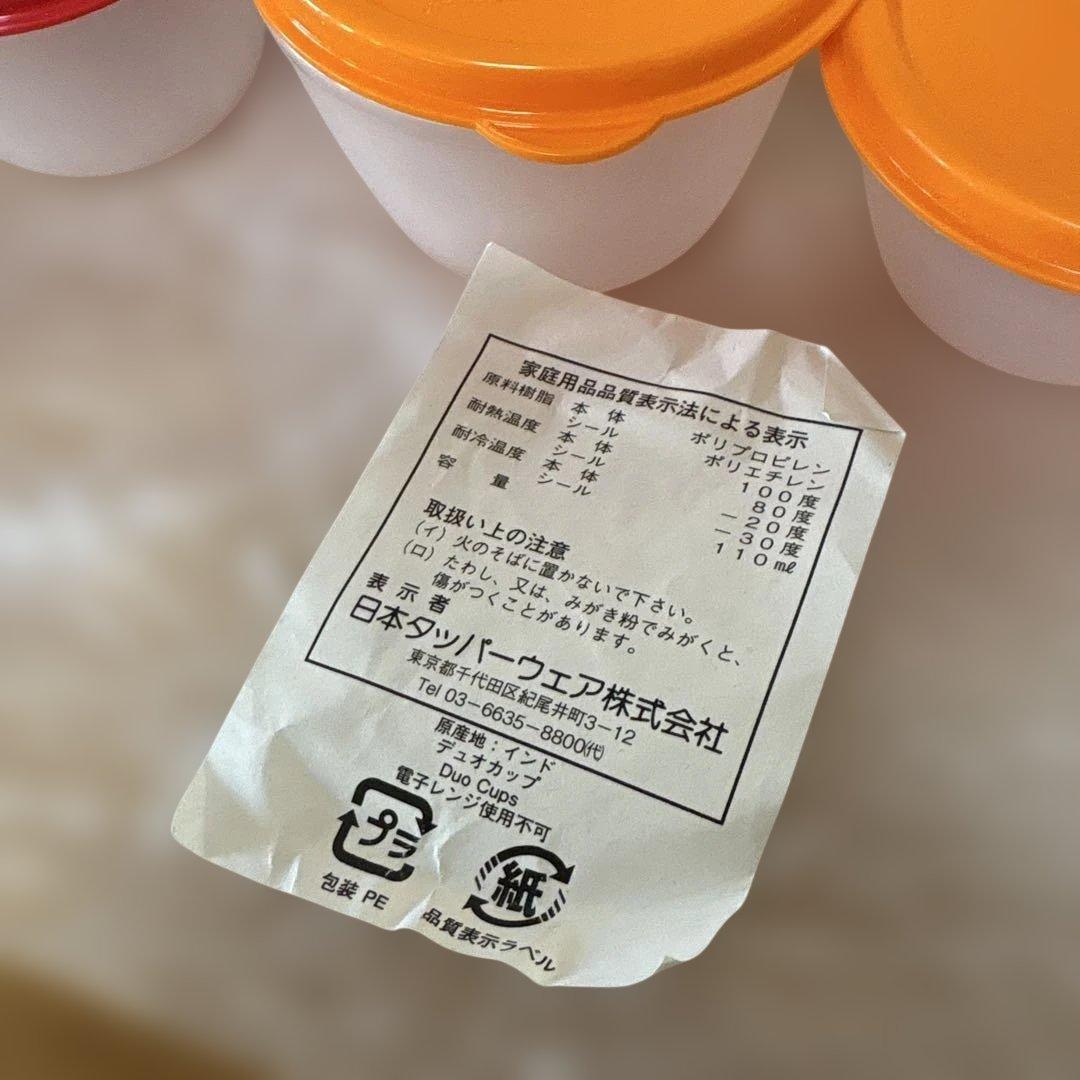 家庭用品品質表示法による表示
原料樹脂 本体 ポリプロピレン
シール ポリエチレン
耐熱温度 本体 100度
シール 80度
耐冷温度 本体 −20度
シール −30度
容量 110㎖
取扱い上の注意
(イ) 火のそばに置かないで下さい。
(ロ) たわし、又は、みがき粉でみがくと、
傷がつくことがあります。
表示者
日本タッパーウェア株式会社
東京都千代田区紀尾井町3−12
Tel 03−6635−8800㈹
原産地：インド
デュオカップ
Duo Cups
電子レンジ使用不可
プラ
包装 PE
紙
品質表示ラベル